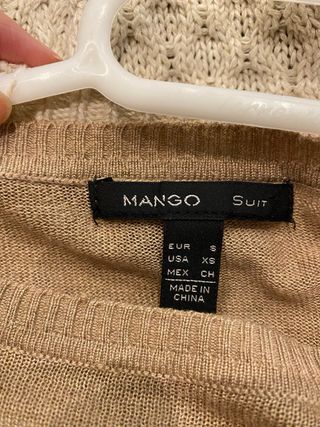 MANGO Suit
EUR S
USA XS
MEX CH
MADE IN
CHINA